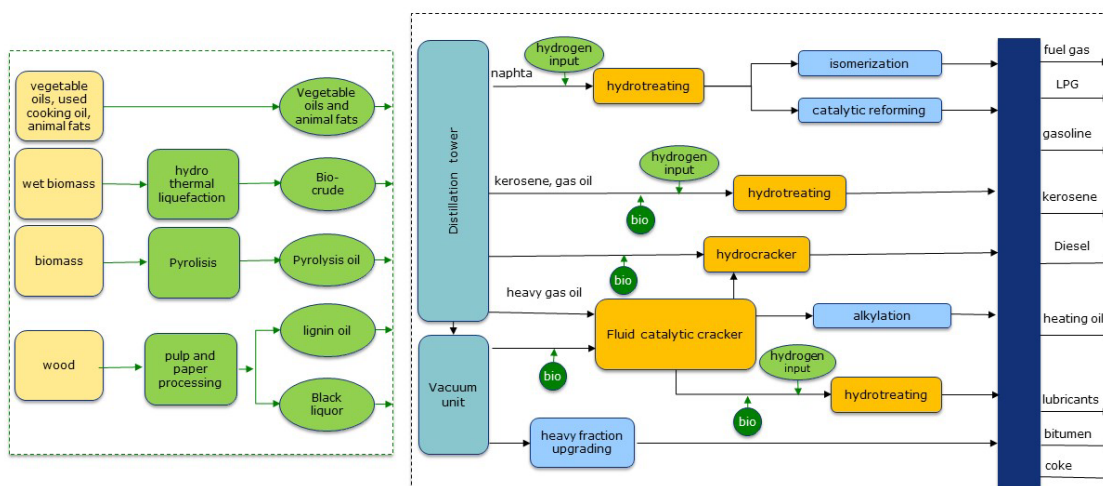 vegetable
oils, used
cooking oil,
animal fats
Vegetable
oils and
animal fats
wet biomass
hydro
thermal
liquefaction
Bio-
crude
biomass
Pyrolisis
Pyrolysis oil
wood
pulp and
paper
processing
lignin oil
Black
liquor
Distillation tower
Vacuum
unit
naphta
hydrogen
input
hydrotreating
isomerization
catalytic reforming
kerosene, gas oil
bio
hydrogen
input
hydrotreating
bio
hydrocracker
heavy gas oil
Fluid catalytic cracker
alkylation
bio
bio
hydrogen
input
hydrotreating
heavy fraction
upgrading
fuel gas
LPG
gasoline
kerosene
Diesel
heating oil
lubricants
bitumen
coke